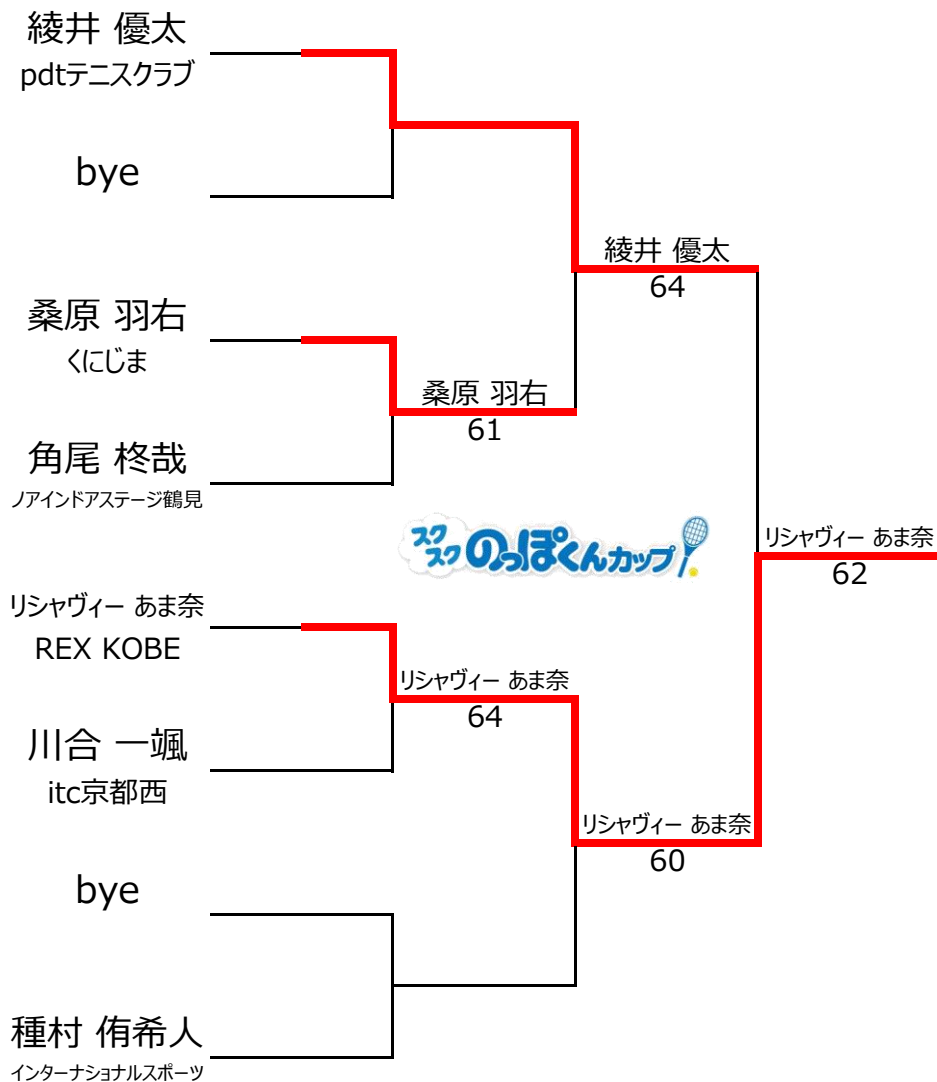 綾井 優太
pdtテニスクラブ
bye
桑原 羽右
くにじま
角尾 柊哉
ノアインドアステージ鶴見
リシャヴィー あま奈
REX KOBE
川合 一颯
itc京都西
bye
種村 侑希人
インターナショナルスポーツ
桑原 羽右
61
リシャヴィー あま奈
64
綾井 優太
64
リシャヴィー あま奈
60
スクスク のっぽくんカップ
リシャヴィー あま奈
62